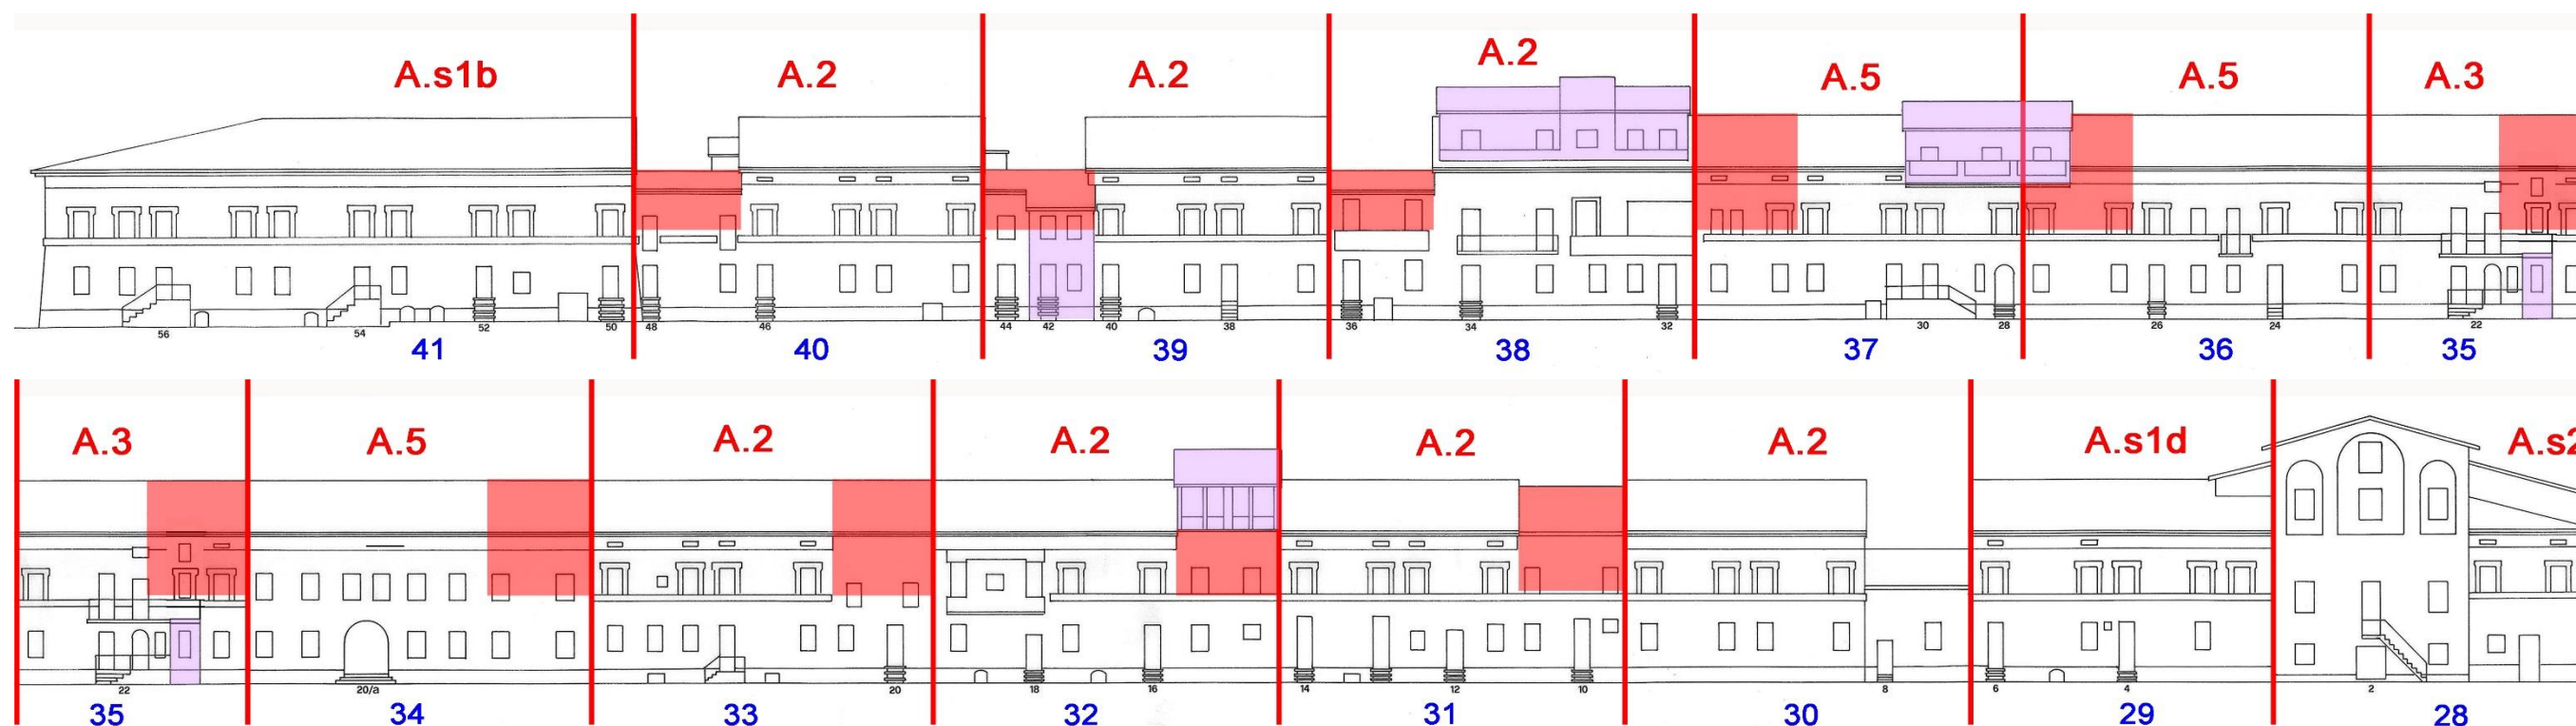 A.s1b A.2 A.2 A.2 A.5 A.5 A.3
56 54 52 50 48 46 44 42 40 38 36 34 32 30 28 26 24 22
41 40 39 38 37 36 35
A.3 A.5 A.2 A.2 A.2 A.2 A.s1d A.s2
22 20/a 20 18 16 14 12 10 8 6 4 2
35 34 33 32 31 30 29 28